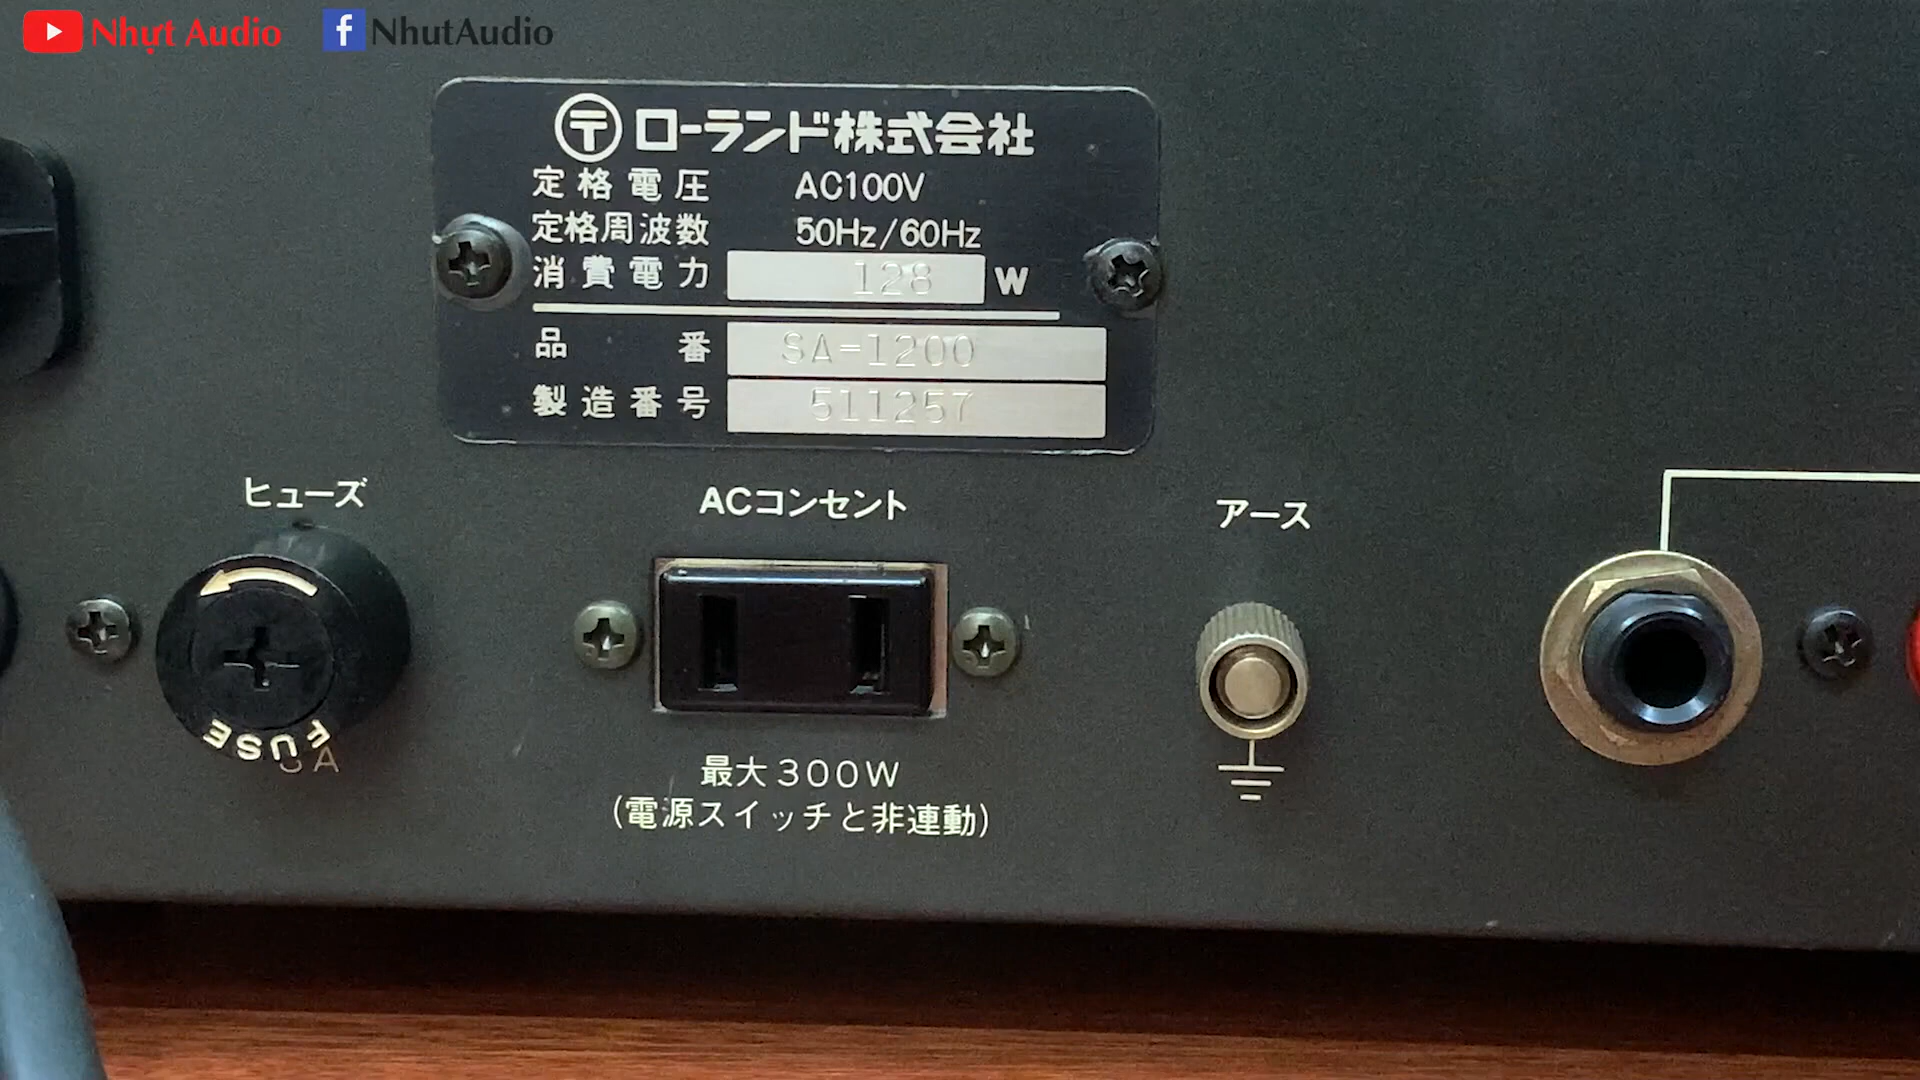 Nhựt Audio
NhutAudio
〒 ローランド株式会社
定格電圧 AC100V
定格周波数 50Hz/60Hz
消費電力 128 W
品番 SA-1200
製造番号 511257
ヒューズ
ACコンセント
アース
FUSE
最大300W
(電源スイッチと非連動)